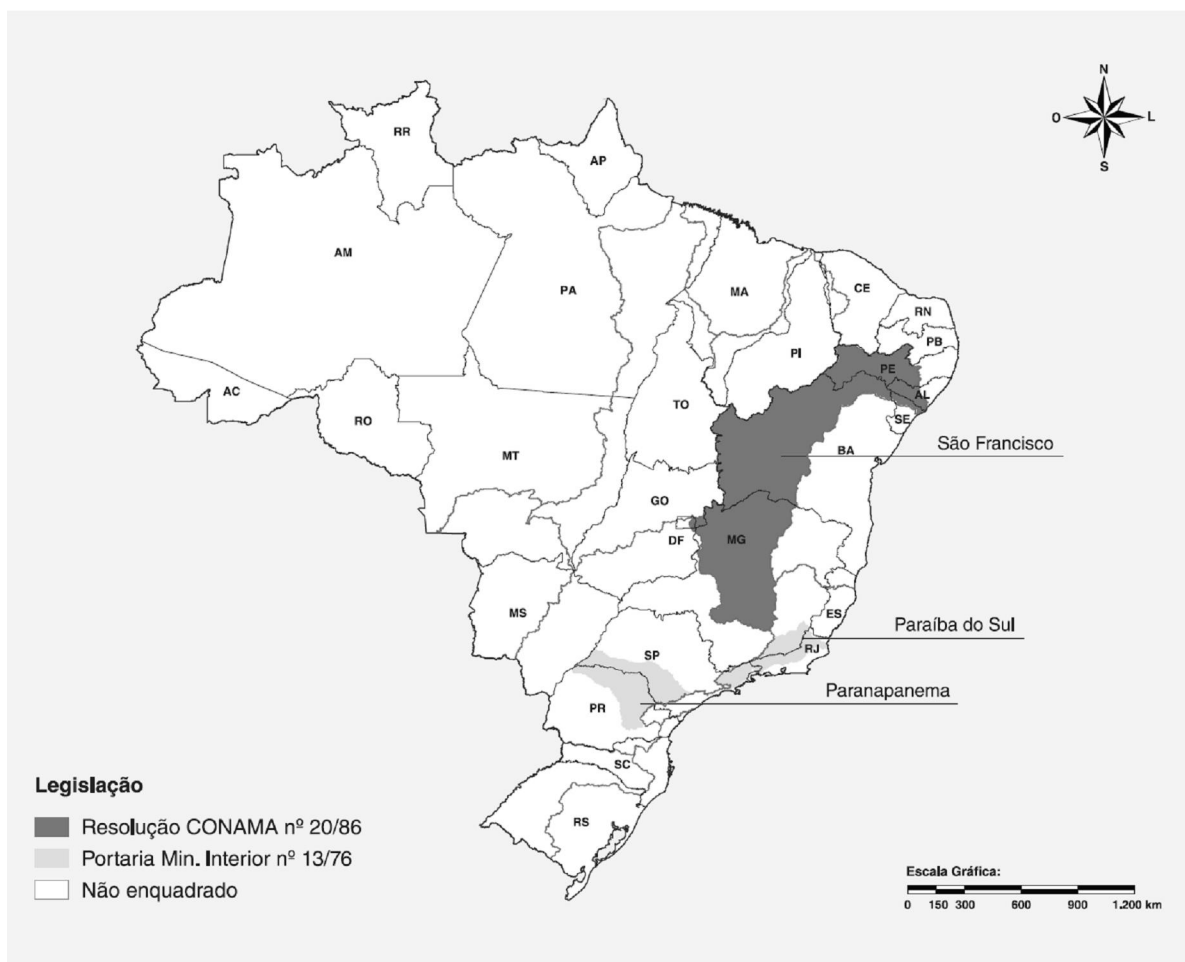 N
O L
S
RR
AP
AM
PA
MA
CE
RN
PB
PI
PE
AL
AC
RO
TO
SE
MT
BA
São Francisco
GO
DF
MG
MS
ES
Paraíba do Sul
SP
RJ
Paranapanema
PR
SC
RS
Legislação
Resolução CONAMA nº 20/86
Portaria Min. Interior nº 13/76
Não enquadrado
Escala Gráfica:
0 150 300 600 900 1.200 km